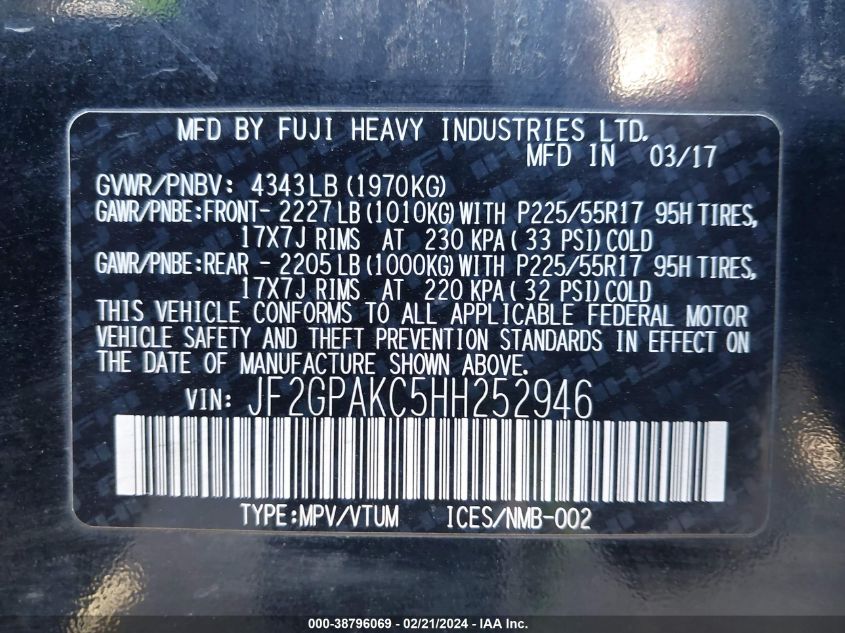 MFD BY FUJI HEAVY INDUSTRIES LTD.
MFD IN 03/17
GVWR/PNBV: 4343LB (1970KG)
GAWR/PNBE:FRONT- 2227 LB (1010KG) WITH P225/55R17 95H TIRES,
17X7J RIMS AT 230 KPA ( 33 PSI) COLD
GAWR/PNBE:REAR - 2205 LB (1000KG) WITH P225/55R17 95H TIRES,
17X7J RIMS AT 220 KPA ( 32 PSI) COLD
THIS VEHICLE CONFORMS TO ALL APPLICABLE FEDERAL MOTOR
VEHICLE SAFETY AND THEFT PREVENTION STANDARDS IN EFFECT ON
THE DATE OF MANUFACTURE SHOWN ABOVE.
VIN: JF2GPAKC5HH252946
TYPE:MPV/VTUM ICES/NMB-002
000-38796069 / 02/21/2024 - IAA, Inc.